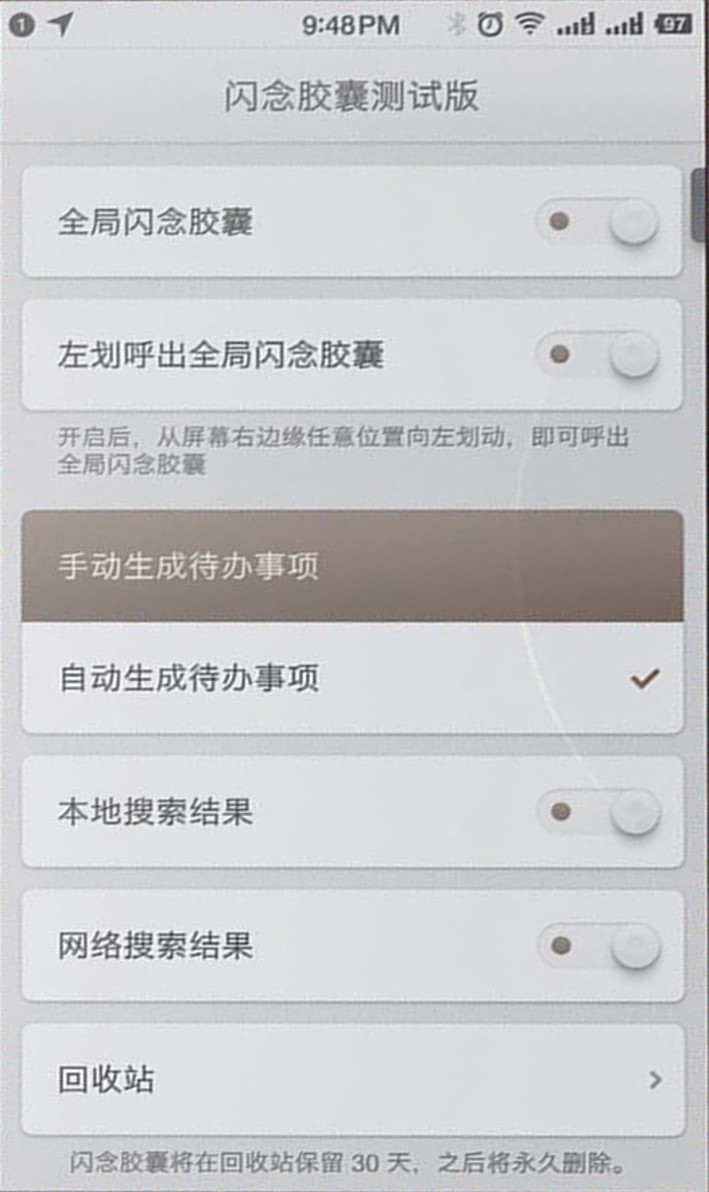 1
9:48PM
97
闪念胶囊测试版
全局闪念胶囊
左划呼出全局闪念胶囊
开启后，从屏幕右边缘任意位置向左划动，即可呼出
全局闪念胶囊
手动生成待办事项
自动生成待办事项
本地搜索结果
网络搜索结果
回收站
闪念胶囊将在回收站保留 30 天，之后将永久删除。